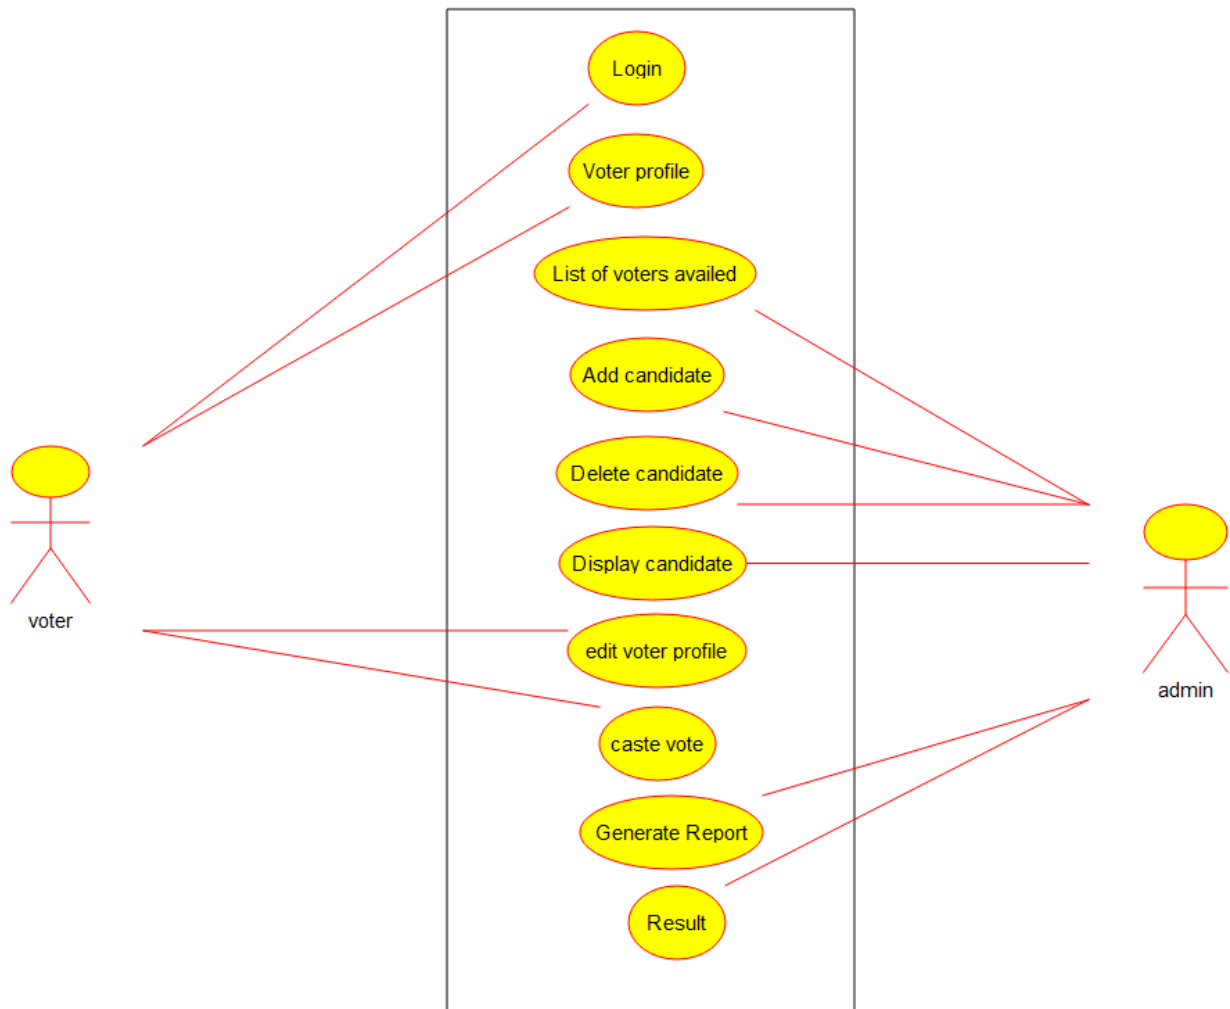 Login
Voter profile
List of voters availed
Add candidate
Delete candidate
Display candidate
edit voter profile
caste vote
Generate Report
Result
voter
admin